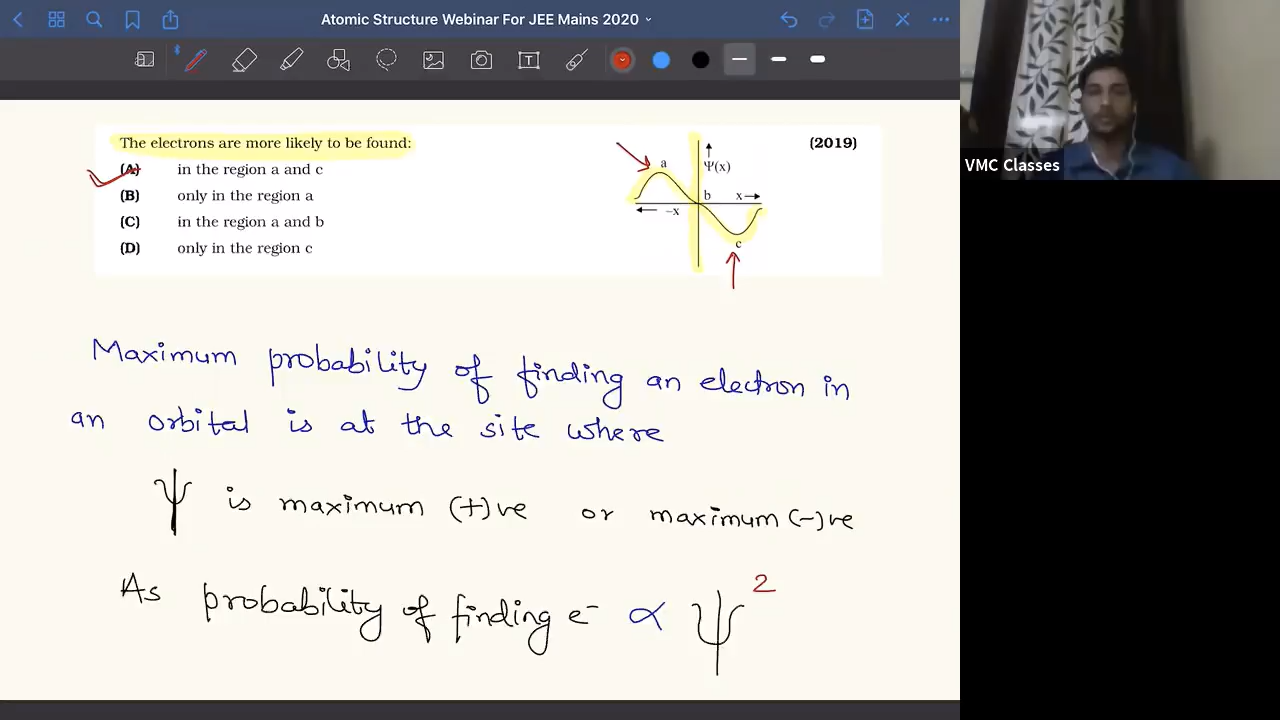 Atomic Structure Webinar For JEE Mains 2020
VMC Classes
The electrons are more likely to be found:
(2019)
(A) in the region a and c
(B) only in the region a
(C) in the region a and b
(D) only in the region c
a
Ψ(x)
b
x
−x
c
Maximum probability of finding an electron in
an orbital is at the site where
Ψ is maximum (+)ve or maximum (−)ve
As probability of finding e⁻ ∝ Ψ²